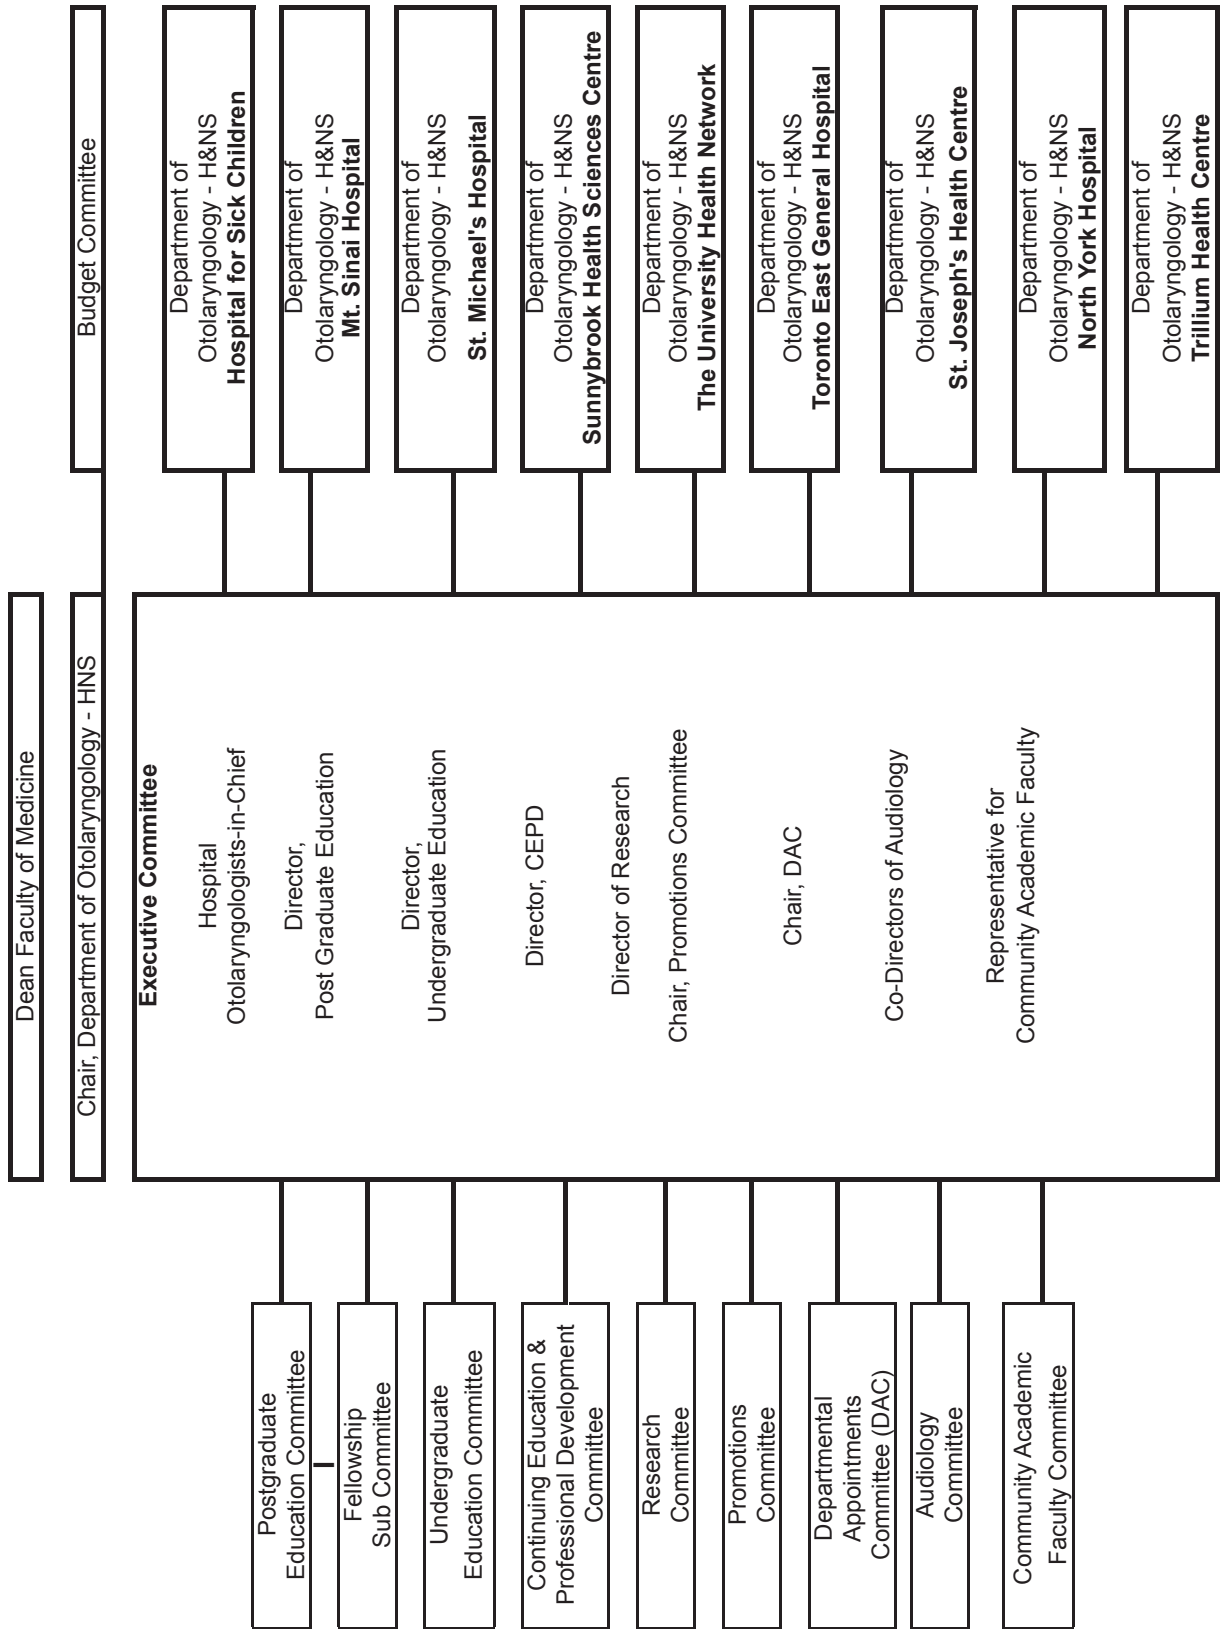 Dean Faculty of Medicine
Chair, Department of Otolaryngology - HNS
Budget Committee
Postgraduate
Education Committee
Fellowship
Sub Committee
Undergraduate
Education Committee
Continuing Education &
Professional Development
Committee
Research
Committee
Promotions
Committee
Departmental
Appointments
Committee (DAC)
Audiology
Committee
Community Academic
Faculty Committee
Executive Committee
Hospital
Otolaryngologists-in-Chief
Director,
Post Graduate Education
Director,
Undergraduate Education
Director, CEPD
Director of Research
Chair, Promotions Committee
Chair, DAC
Co-Directors of Audiology
Representative for
Community Academic Faculty
Department of
Otolaryngology - H&NS
Hospital for Sick Children
Department of
Otolaryngology - H&NS
Mt. Sinai Hospital
Department of
Otolaryngology - H&NS
St. Michael's Hospital
Department of
Otolaryngology - H&NS
Sunnybrook Health Sciences Centre
Department of
Otolaryngology - H&NS
The University Health Network
Department of
Otolaryngology - H&NS
Toronto East General Hospital
Department of
Otolaryngology - H&NS
St. Joseph's Health Centre
Department of
Otolaryngology - H&NS
North York Hospital
Department of
Otolaryngology - H&NS
Trillium Health Centre